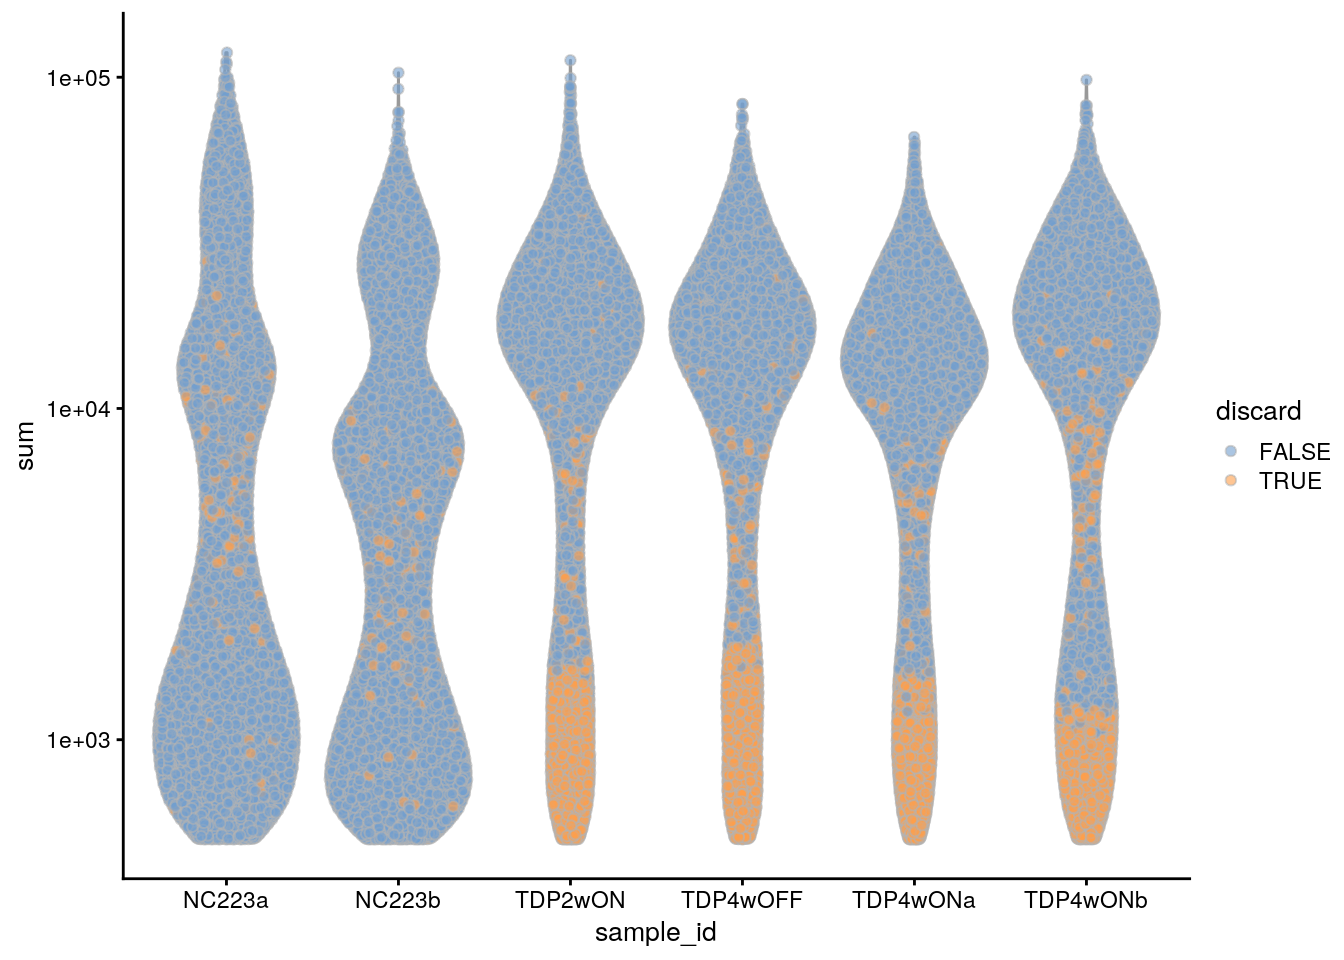 sum
1e+05
1e+04
1e+03
NC223a
NC223b
TDP2wON
TDP4wOFF
TDP4wONa
TDP4wONb
sample_id
discard
FALSE
TRUE